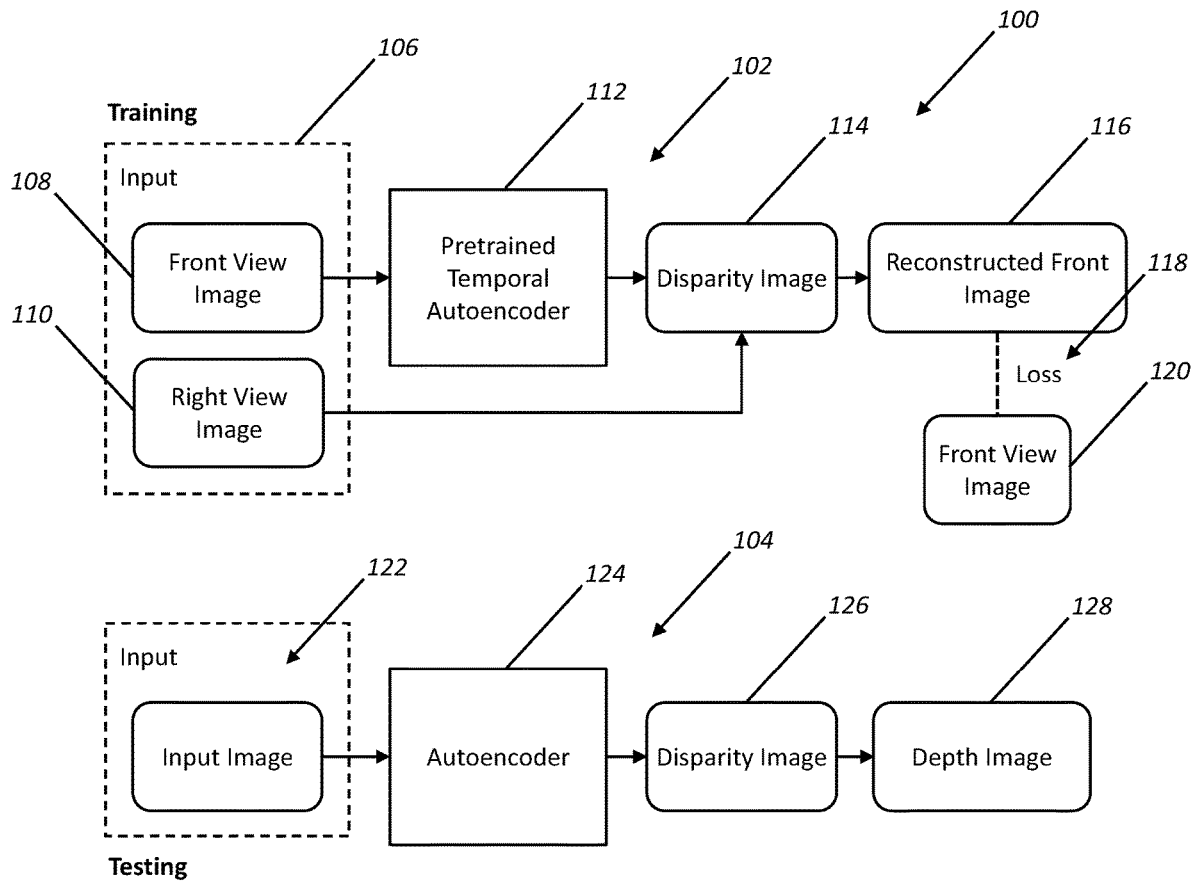 100
106
102
Training
112
114
116
Input
108
Front View
Image
Pretrained
Temporal
Autoencoder
Disparity Image
Reconstructed Front
Image
118
110
Right View
Image
Loss
120
Front View
Image
104
122
124
126
128
Input
Input Image
Autoencoder
Disparity Image
Depth Image
Testing